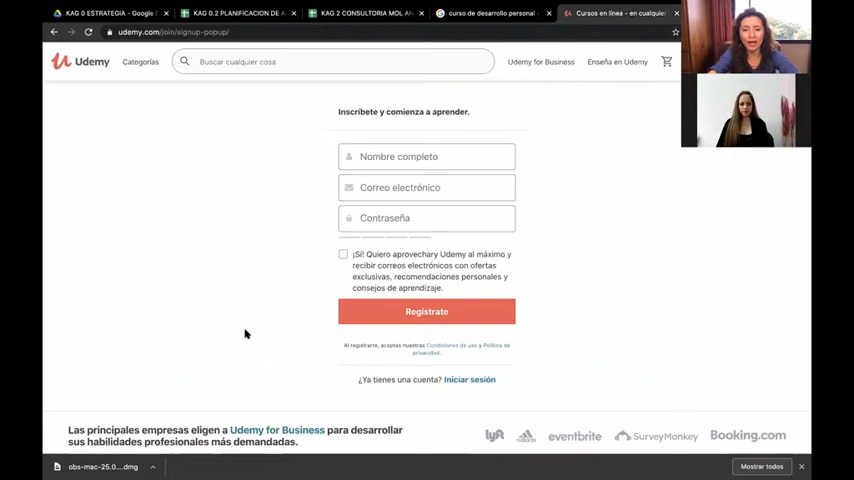 KAG 0 ESTRATEGIA - Google D
KAG 0.2 PLANIFICACION DE A
KAG 2 CONSULTORIA MOL AN
curso de desarrollo personal -
Cursos en línea - en cualquier
udemy.com/join/signup-popup/
Udemy
Categorías
Buscar cualquier cosa
Udemy for Business
Enseña en Udemy
Inscríbete y comienza a aprender.
Nombre completo
Correo electrónico
Contraseña
¡Sí! Quiero aprovechary Udemy al máximo y
recibir correos electrónicos con ofertas
exclusivas, recomendaciones personales y
consejos de aprendizaje.
Regístrate
Al registrarte, aceptas nuestras Condiciones de uso y Política de
privacidad.
¿Ya tienes una cuenta? Iniciar sesión
Las principales empresas eligen a Udemy for Business para desarrollar
sus habilidades profesionales más demandadas.
lyft
adidas
eventbrite
SurveyMonkey
Booking.com
obs-mac-25.0....dmg
Mostrar todos